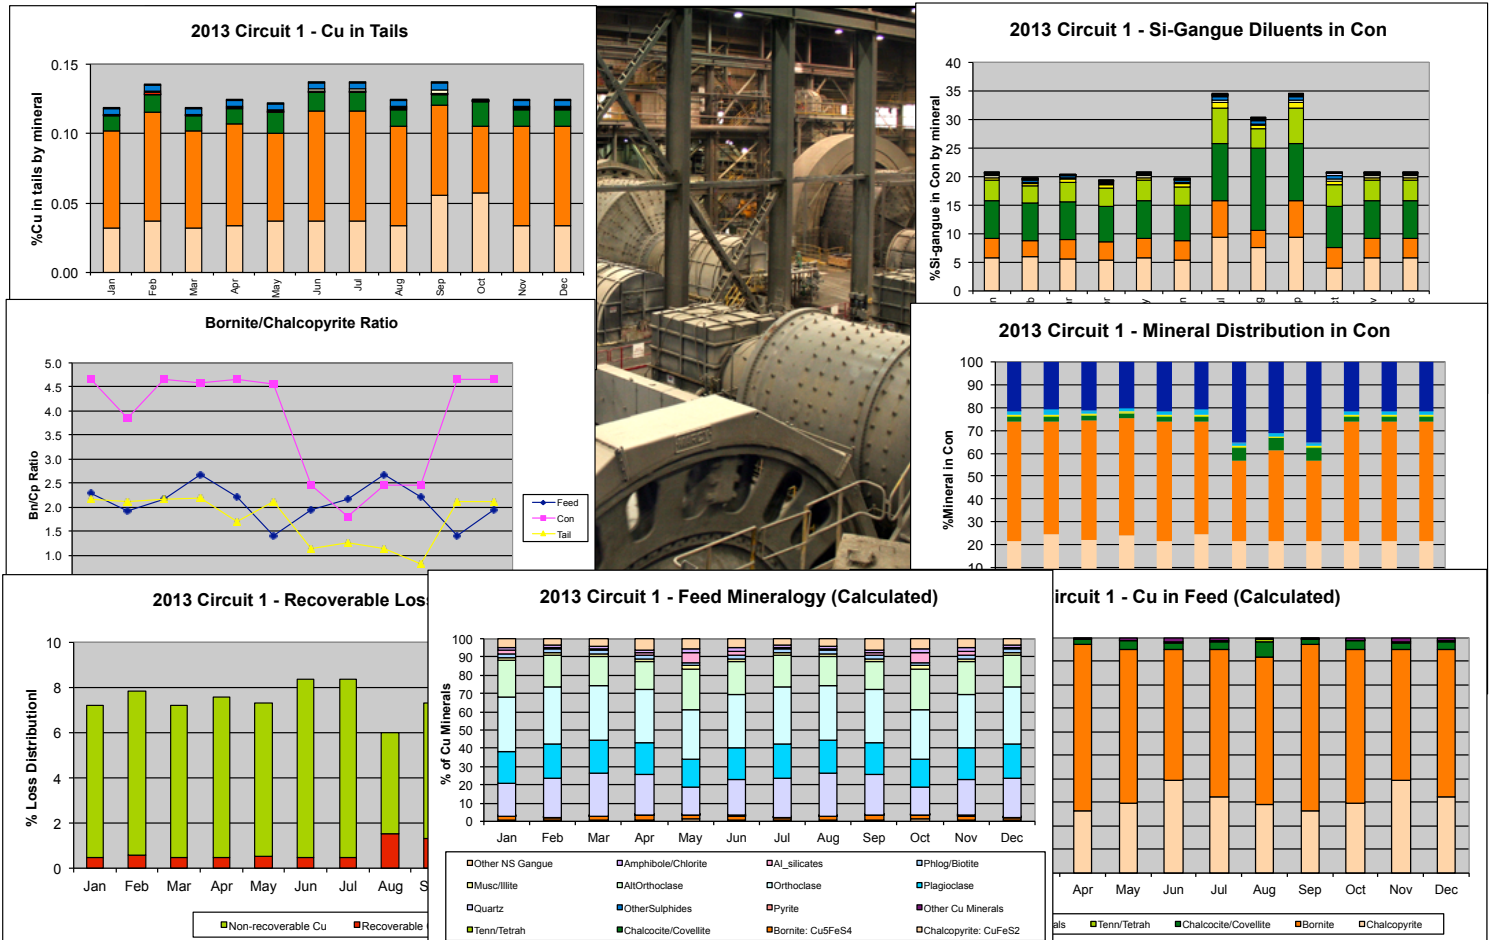 2013 Circuit 1 - Cu in Tails
%Cu in tails by mineral
0.15
0.10
0.05
0.00
Jan Feb Mar Apr May Jun Jul Aug Sep Oct Nov Dec
2013 Circuit 1 - Si-Gangue Diluents in Con
%Si-gangue in Con by mineral
40
35
30
25
20
15
10
5
0
Bornite/Chalcopyrite Ratio
Bn/Cp Ratio
5.0
4.5
4.0
3.5
3.0
2.5
2.0
1.5
1.0
Feed
Con
Tail
2013 Circuit 1 - Mineral Distribution in Con
%Mineral in Con
100
90
80
70
60
50
40
30
20
10
2013 Circuit 1 - Recoverable Loss
% Loss Distributionl
10
8
6
4
2
0
Jan Feb Mar Apr May Jun Jul Aug
Non-recoverable Cu Recoverable
2013 Circuit 1 - Feed Mineralogy (Calculated)
% of Cu Minerals
100
90
80
70
60
50
40
30
20
10
0
Jan Feb Mar Apr May Jun Jul Aug Sep Oct Nov Dec
Other NS Gangue Amphibole/Chlorite Al_silicates Phlog/Biotite
Musc/Illite AltOrthoclase Orthoclase Plagioclase
Quartz OtherSulphides Pyrite Other Cu Minerals
Tenn/Tetrah Chalcocite/Covellite Bornite: Cu5FeS4 Chalcopyrite: CuFeS2
ircuit 1 - Cu in Feed (Calculated)
Apr May Jun Jul Aug Sep Oct Nov Dec
als Tenn/Tetrah Chalcocite/Covellite Bornite Chalcopyrite